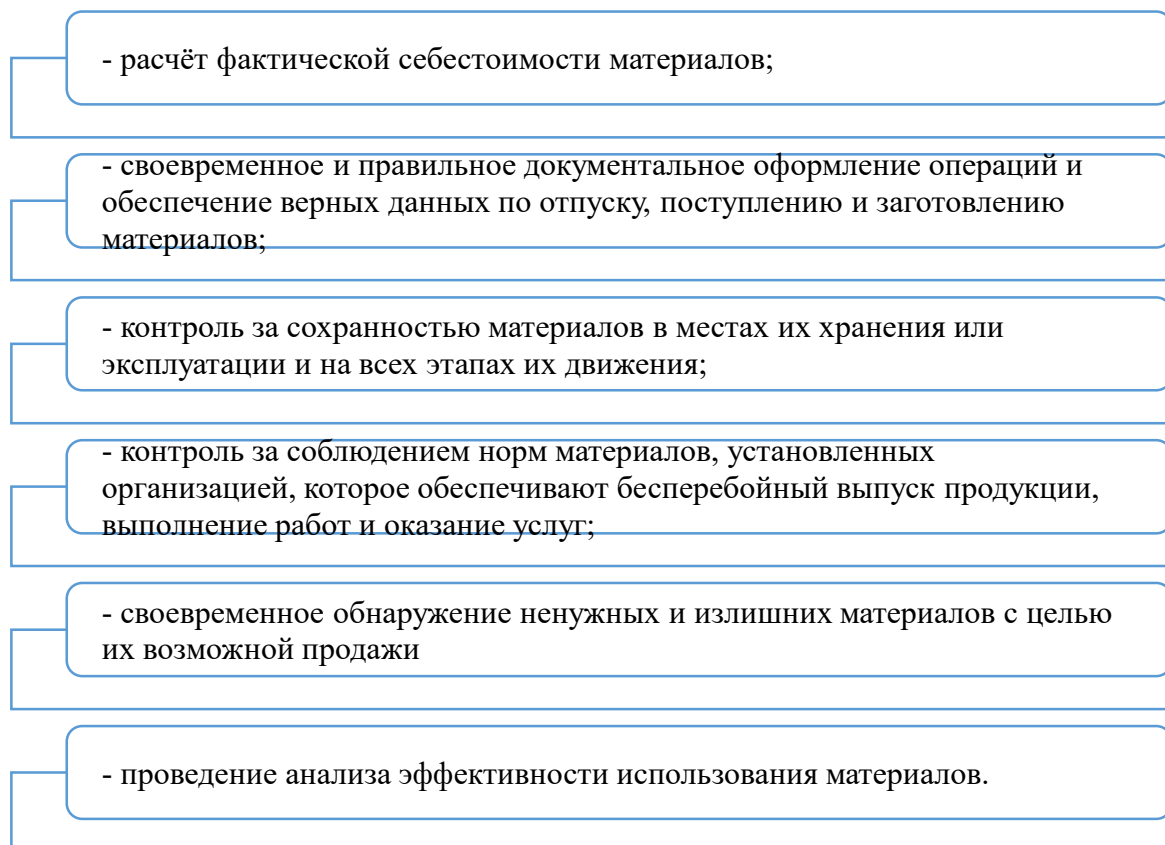 - расчёт фактической себестоимости материалов;
- своевременное и правильное документальное оформление операций и
обеспечение верных данных по отпуску, поступлению и заготовлению
материалов;
- контроль за сохранностью материалов в местах их хранения или
эксплуатации и на всех этапах их движения;
- контроль за соблюдением норм материалов, установленных
организацией, которое обеспечивают бесперебойный выпуск продукции,
выполнение работ и оказание услуг;
- своевременное обнаружение ненужных и излишних материалов с целью
их возможной продажи
- проведение анализа эффективности использования материалов.